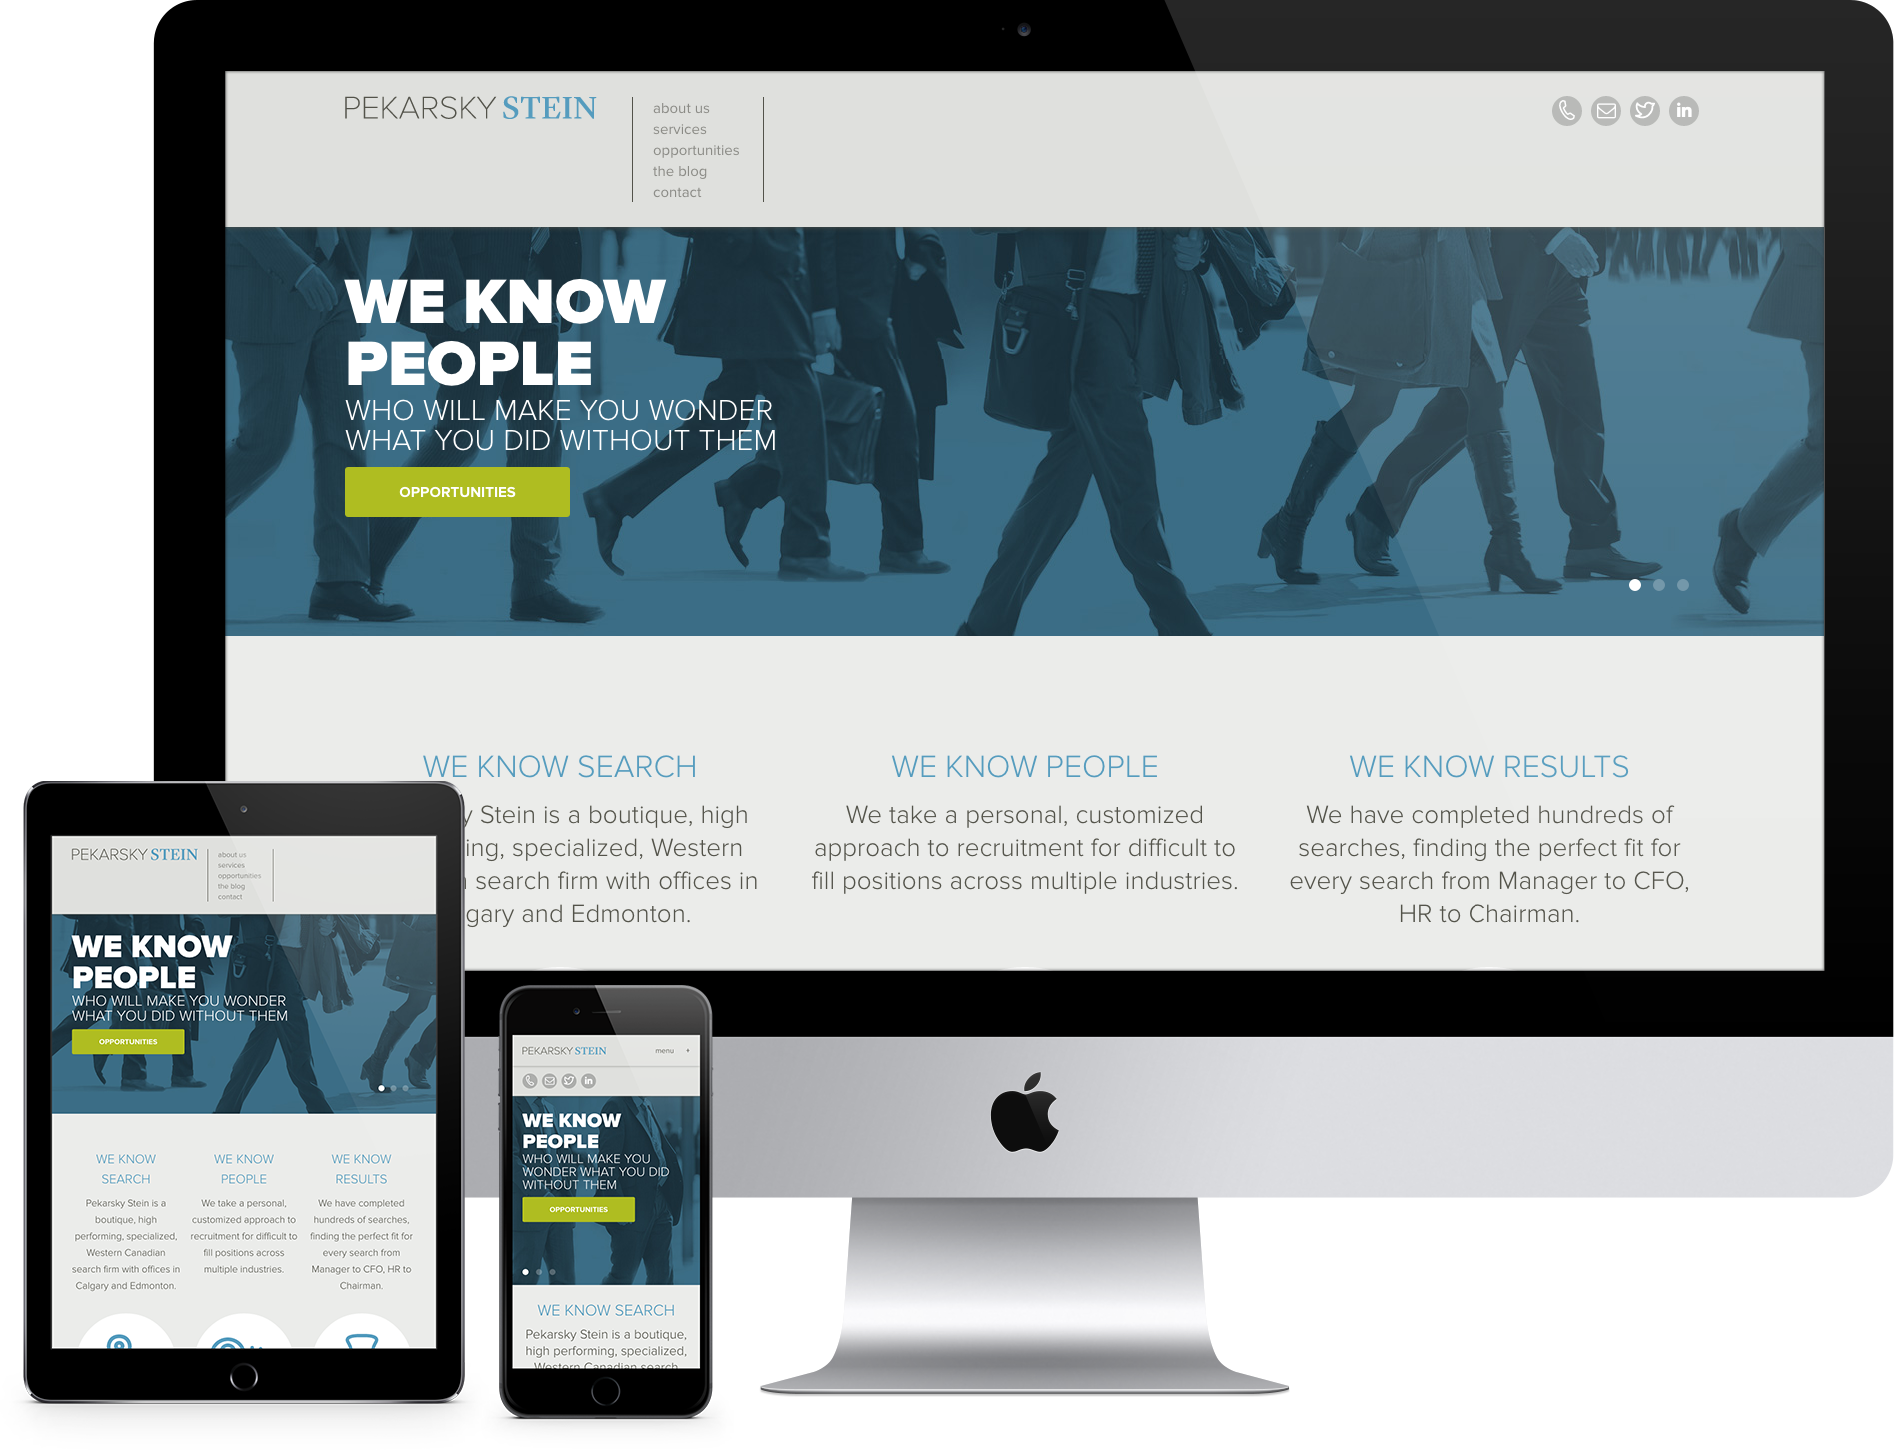 PEKARSKY STEIN
about us
services
opportunities
the blog
contact
in
WE KNOW
PEOPLE
WHO WILL MAKE YOU WONDER
WHAT YOU DID WITHOUT THEM
OPPORTUNITIES
WE KNOW SEARCH
y Stein is a boutique, high
ing, specialized, Western
search firm with offices in
gary and Edmonton.
WE KNOW PEOPLE
We take a personal, customized
approach to recruitment for difficult to
fill positions across multiple industries.
WE KNOW RESULTS
We have completed hundreds of
searches, finding the perfect fit for
every search from Manager to CFO,
HR to Chairman.
PEKARSKY STEIN
about us
services
opportunities
the blog
contact
WE KNOW
PEOPLE
WHO WILL MAKE YOU WONDER
WHAT YOU DID WITHOUT THEM
OPPORTUNITIES
WE KNOW
SEARCH
Pekarsky Stein is a
boutique, high
performing, specialized,
Western Canadian
search firm with offices in
Calgary and Edmonton.
WE KNOW
PEOPLE
We take a personal,
customized approach to
recruitment for difficult to
fill positions across
multiple industries.
WE KNOW
RESULTS
We have completed
hundreds of searches,
finding the perfect fit for
every search from
Manager to CFO, HR to
Chairman.
PEKARSKY STEIN
menu +
in
WE KNOW
PEOPLE
WHO WILL MAKE YOU
WONDER WHAT YOU DID
WITHOUT THEM
OPPORTUNITIES
WE KNOW SEARCH
Pekarsky Stein is a boutique,
high performing, specialized,
Western Canadian search